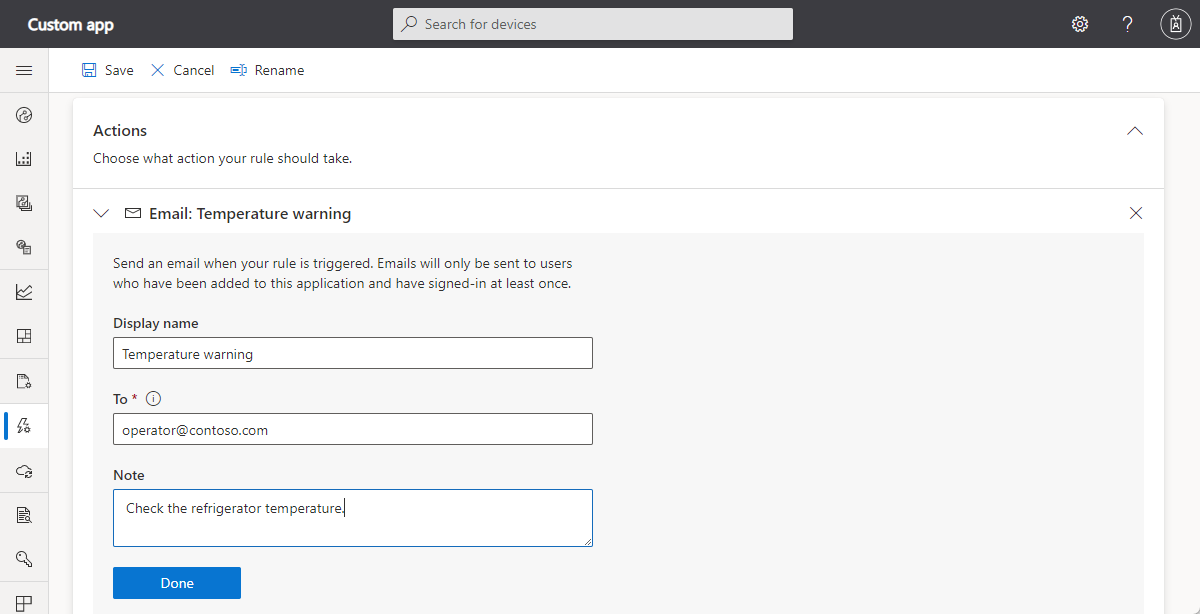 Custom app
Search for devices
?
Save Cancel Rename
Actions
Choose what action your rule should take.
Email: Temperature warning
Send an email when your rule is triggered. Emails will only be sent to users
who have been added to this application and have signed-in at least once.
Display name
Temperature warning
To *
operator@contoso.com
Note
Check the refrigerator temperature.
Done